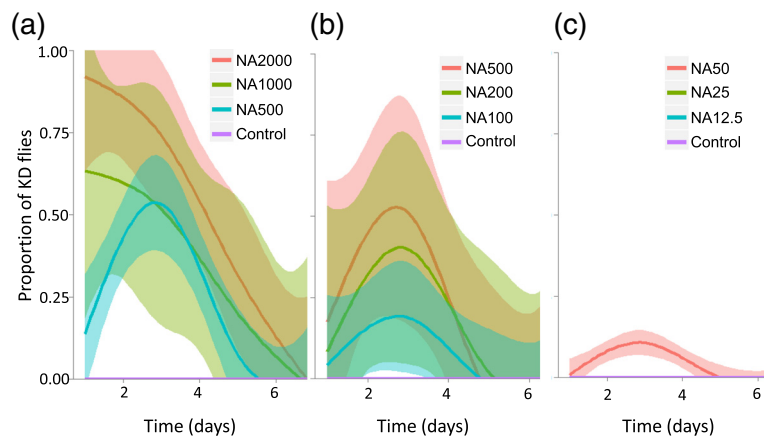 (a)
(b)
(c)
Proportion of KD flies
1.00
0.75
0.50
0.25
0.00
NA2000
NA1000
NA500
Control
2
4
6
Time (days)
NA500
NA200
NA100
Control
2
4
6
Time (days)
NA50
NA25
NA12.5
Control
2
4
6
Time (days)